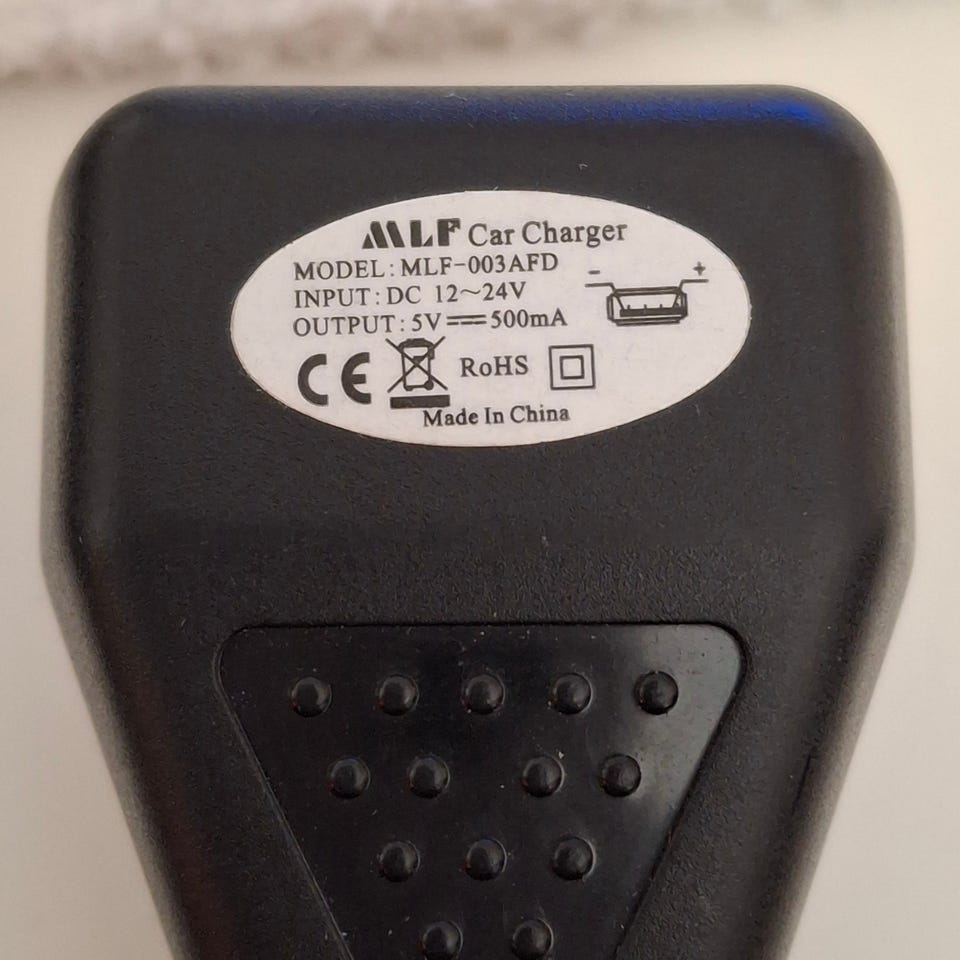 MLF Car Charger
MODEL: MLF-003AFD
INPUT: DC 12~24V
- +
OUTPUT: 5V⎓500mA
CE RoHS
Made In China